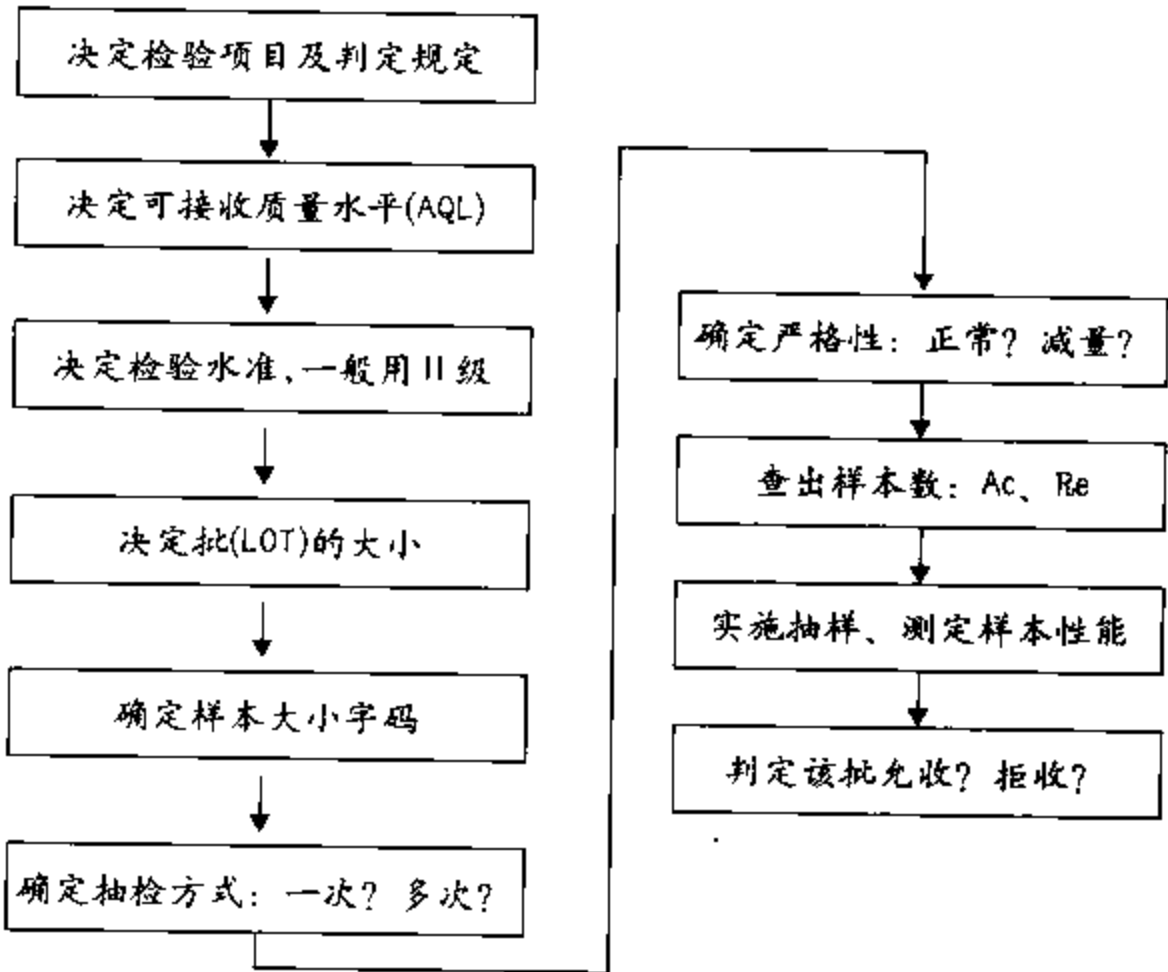 决定检验项目及判定规定
决定可接收质量水平(AQL)
决定检验水准、一般用II级
决定批(LOT)的大小
确定样本大小字码
确定抽检方式：一次？多次？
确定严格性：正常？减量？
查出样本数：Ac、Re
实施抽样、测定样本性能
判定该批允收？拒收？